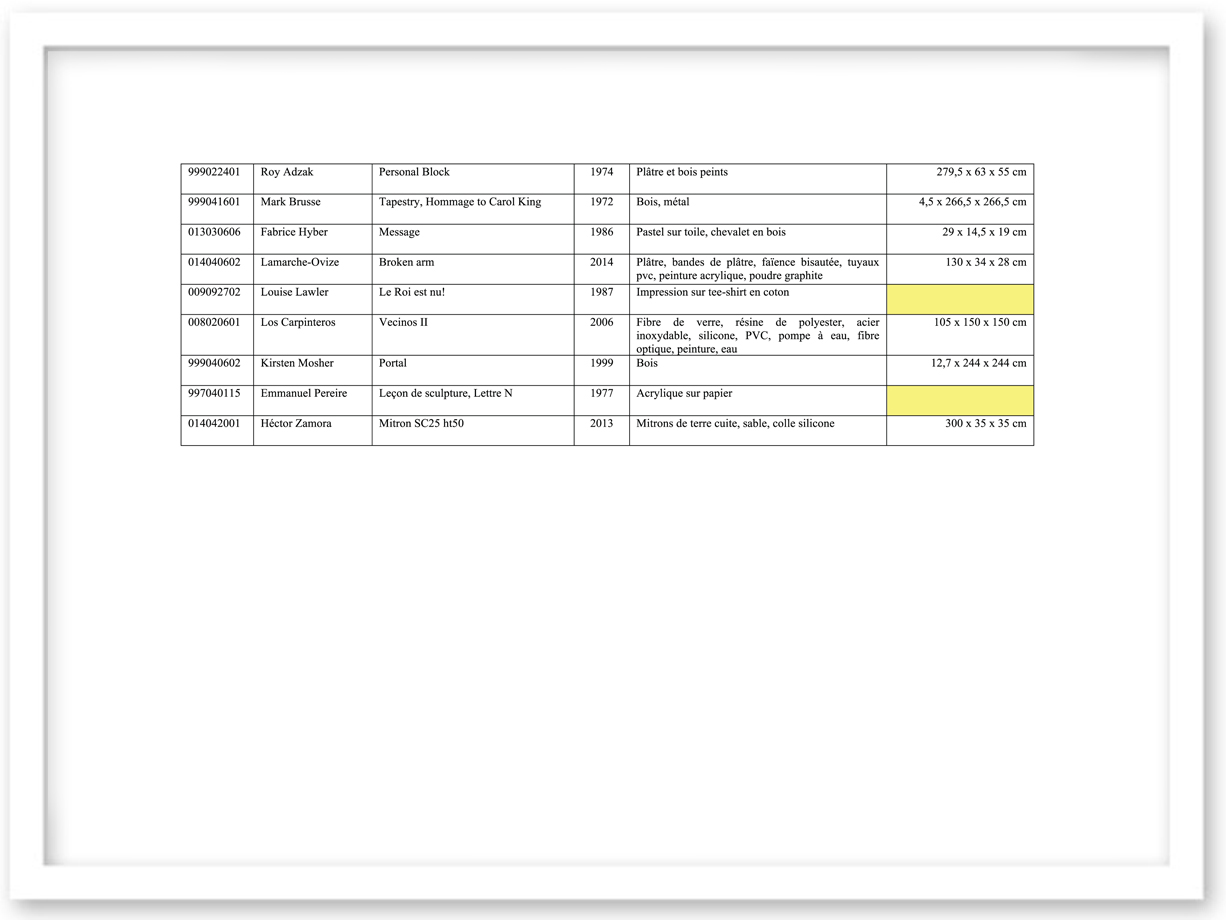 999022401 Roy Adzak Personal Block 1974 Plâtre et bois peints 279,5 x 63 x 55 cm
999041601 Mark Brusse Tapestry, Hommage to Carol King 1972 Bois, métal 4,5 x 266,5 x 266,5 cm
013030606 Fabrice Hyber Message 1986 Pastel sur toile, chevalet en bois 29 x 14,5 x 19 cm
014040602 Lamarche-Ovize Broken arm 2014 Plâtre, bandes de plâtre, faïence bisautée, tuyaux 130 x 34 x 28 cm
pvc, peinture acrylique, poudre graphite
009092702 Louise Lawler Le Roi est nu! 1987 Impression sur tee-shirt en coton
008020601 Los Carpinteros Vecinos II 2006 Fibre de verre, résine de polyester, acier 105 x 150 x 150 cm
inoxydable, silicone, PVC, pompe à eau, fibre
optique, peinture, eau
999040602 Kirsten Mosher Portal 1999 Bois 12,7 x 244 x 244 cm
997040115 Emmanuel Pereire Leçon de sculpture, Lettre N 1977 Acrylique sur papier
014042001 Héctor Zamora Mitron SC25 ht50 2013 Mitrons de terre cuite, sable, colle silicone 300 x 35 x 35 cm